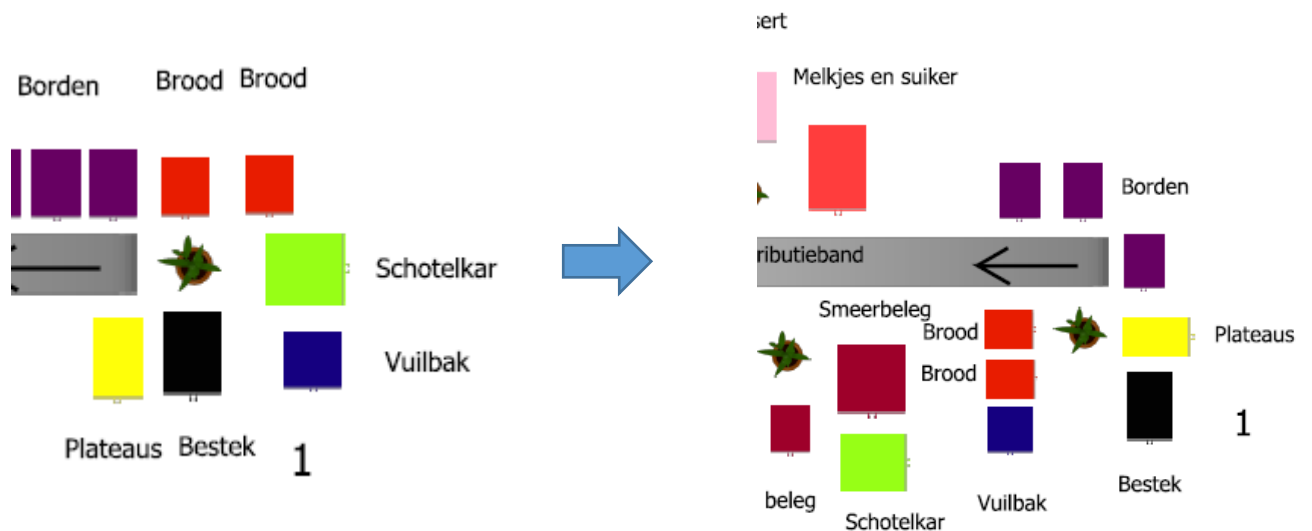 Borden
Brood
Brood
Schotelkar
Vuilbak
Plateaus
Bestek
1
sert
Melkjes en suiker
Borden
ributieband
Smeerbeleg
Brood
Plateaus
Brood
1
beleg
Schotelkar
Vuilbak
Bestek